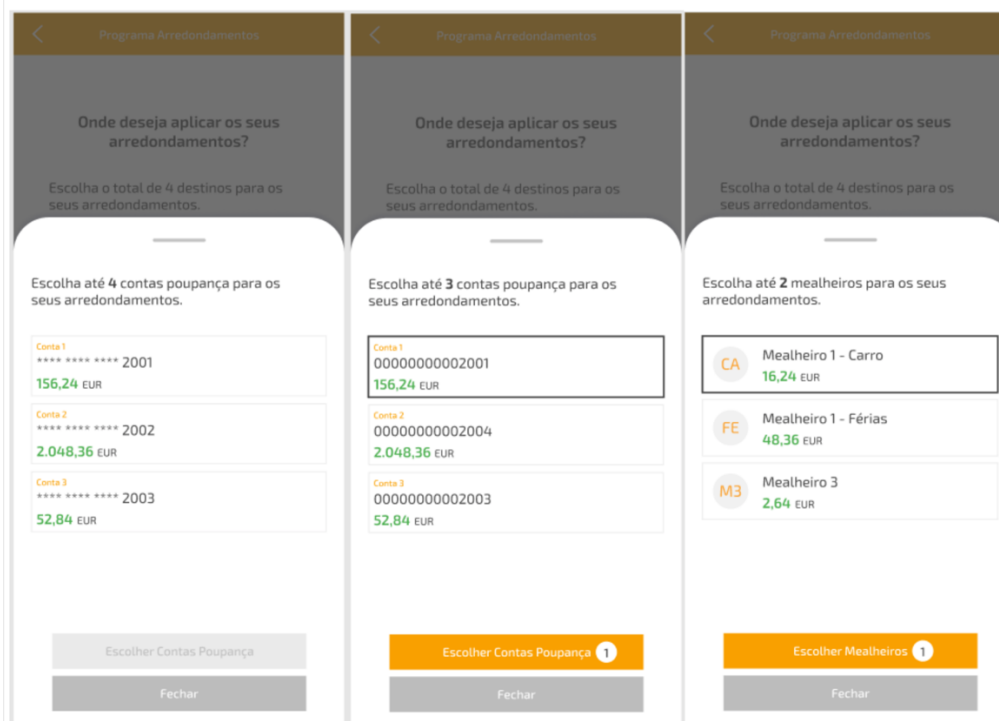 Programa Arredondamentos
Onde deseja aplicar os seus
arredondamentos?
Escolha o total de 4 destinos para os
seus arredondamentos.
Escolha até 4 contas poupança para os
seus arredondamentos.
Conta 1
**** **** **** 2001
156,24 EUR
Conta 2
**** **** **** 2002
2.048,36 EUR
Conta 3
**** **** **** 2003
52,84 EUR
Escolher Contas Poupança
Fechar
Programa Arredondamentos
Onde deseja aplicar os seus
arredondamentos?
Escolha o total de 4 destinos para os
seus arredondamentos.
Escolha até 3 contas poupança para os
seus arredondamentos.
Conta 1
00000000002001
156,24 EUR
Conta 2
00000000002004
2.048,36 EUR
Conta 3
00000000002003
52,84 EUR
Escolher Contas Poupança 1
Fechar
Programa Arredondamentos
Onde deseja aplicar os seus
arredondamentos?
Escolha o total de 4 destinos para os
seus arredondamentos.
Escolha até 2 mealheiros para os seus
arredondamentos.
CA
Mealheiro 1 - Carro
16,24 EUR
FE
Mealheiro 1 - Férias
48,36 EUR
M3
Mealheiro 3
2,64 EUR
Escolher Mealheiros 1
Fechar